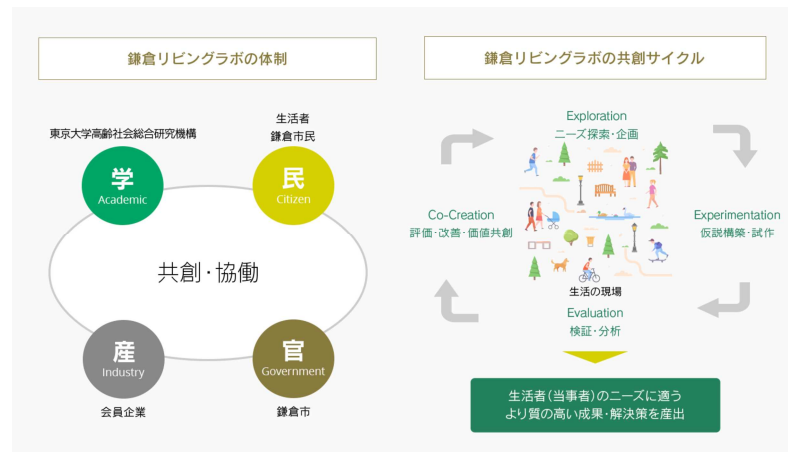 鎌倉リビングラボの体制
東京大学高齢社会総合研究機構
学
Academic
生活者
鎌倉市民
民
Citizen
共創・協働
産
Industry
会員企業
官
Government
鎌倉市
鎌倉リビングラボの共創サイクル
Exploration
ニーズ探索・企画
Co-Creation
評価・改善・価値共創
Experimentation
仮説構築・試作
生活の現場
Evaluation
検証・分析
生活者(当事者)のニーズに適う
より質の高い成果・解決策を産出